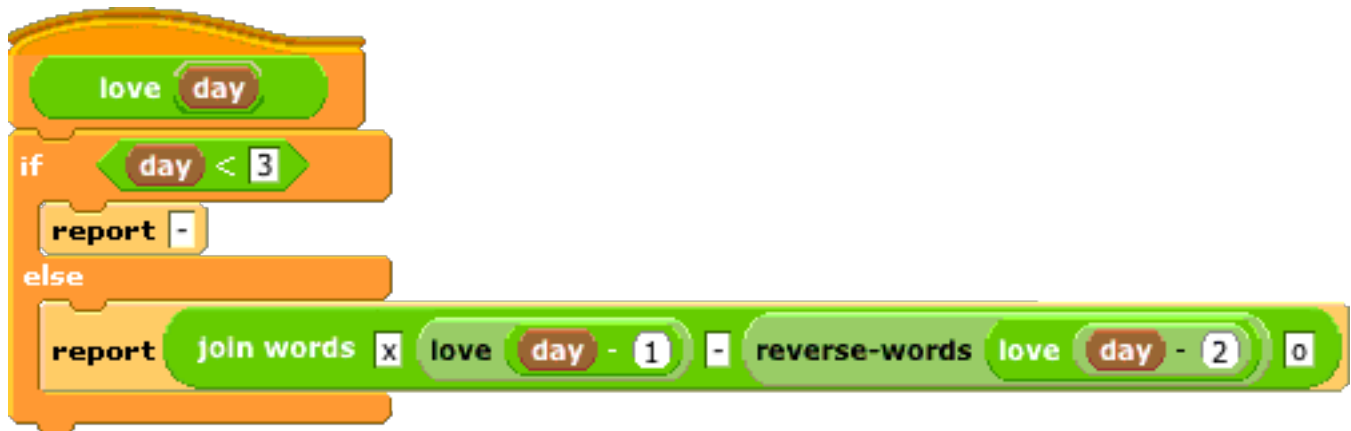 love day
if day < 3
report -
else
report join words x love day - 1 - reverse-words love day - 2 o